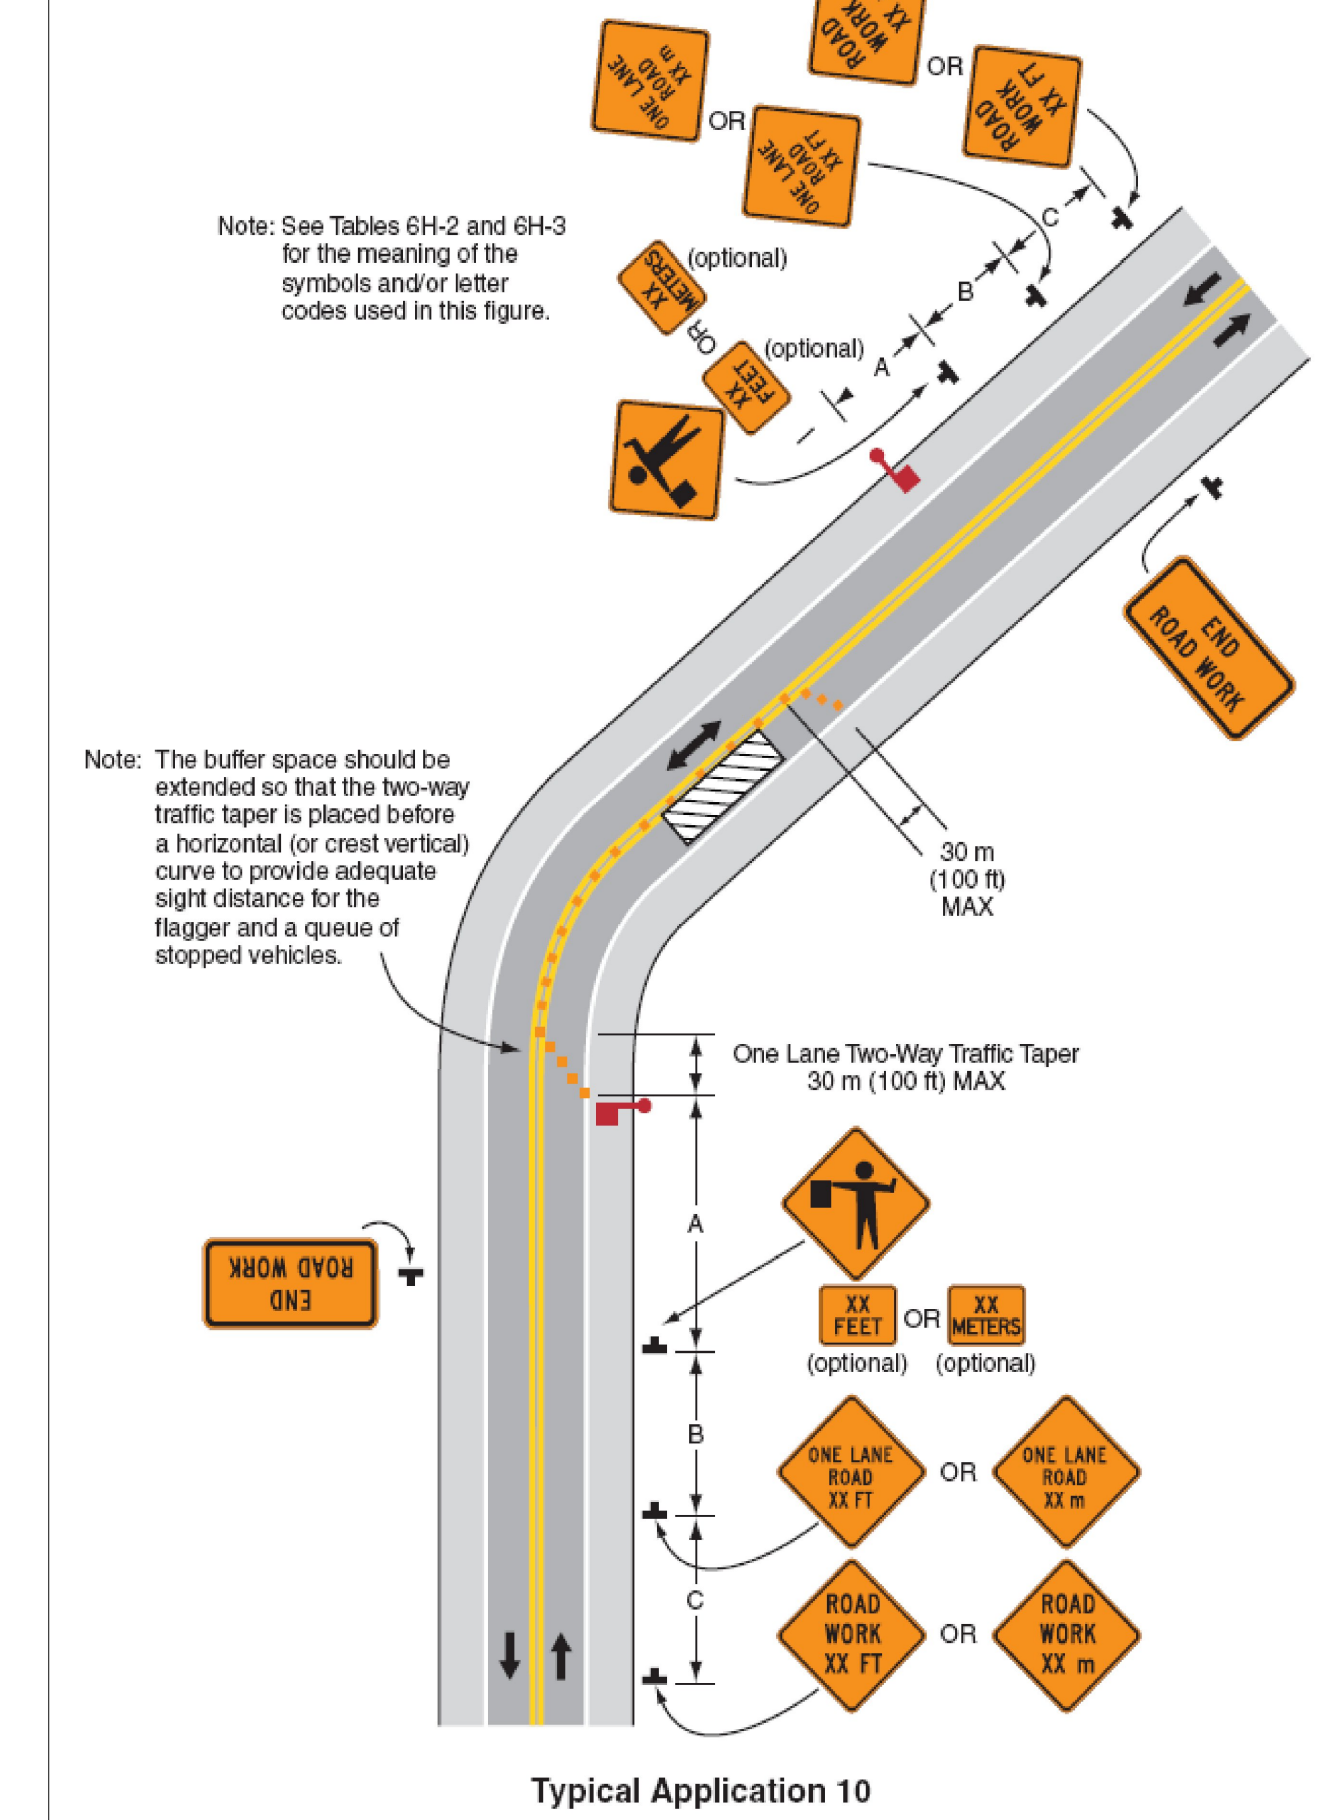 ROAD
WORK
XX
OR
ROAD
WORK
XX FT
ONE LANE
ROAD
XX m
OR
ONE LANE
ROAD
XX FT
C
Note: See Tables 6H-2 and 6H-3
for the meaning of the
symbols and/or letter
codes used in this figure.
(optional)
XX
METERS
B
OR
(optional)
XX
FEET
A
END
ROAD WORK
Note: The buffer space should be
extended so that the two-way
traffic taper is placed before
a horizontal (or crest vertical)
curve to provide adequate
sight distance for the
flagger and a queue of
stopped vehicles.
30 m
(100 ft)
MAX
One Lane Two-Way Traffic Taper
30 m (100 ft) MAX
A
END
ROAD WORK
XX
FEET
OR
XX
METERS
(optional) (optional)
B
ONE LANE
ROAD
XX FT
OR
ONE LANE
ROAD
XX m
C
ROAD
WORK
XX FT
OR
ROAD
WORK
XX m
Typical Application 10